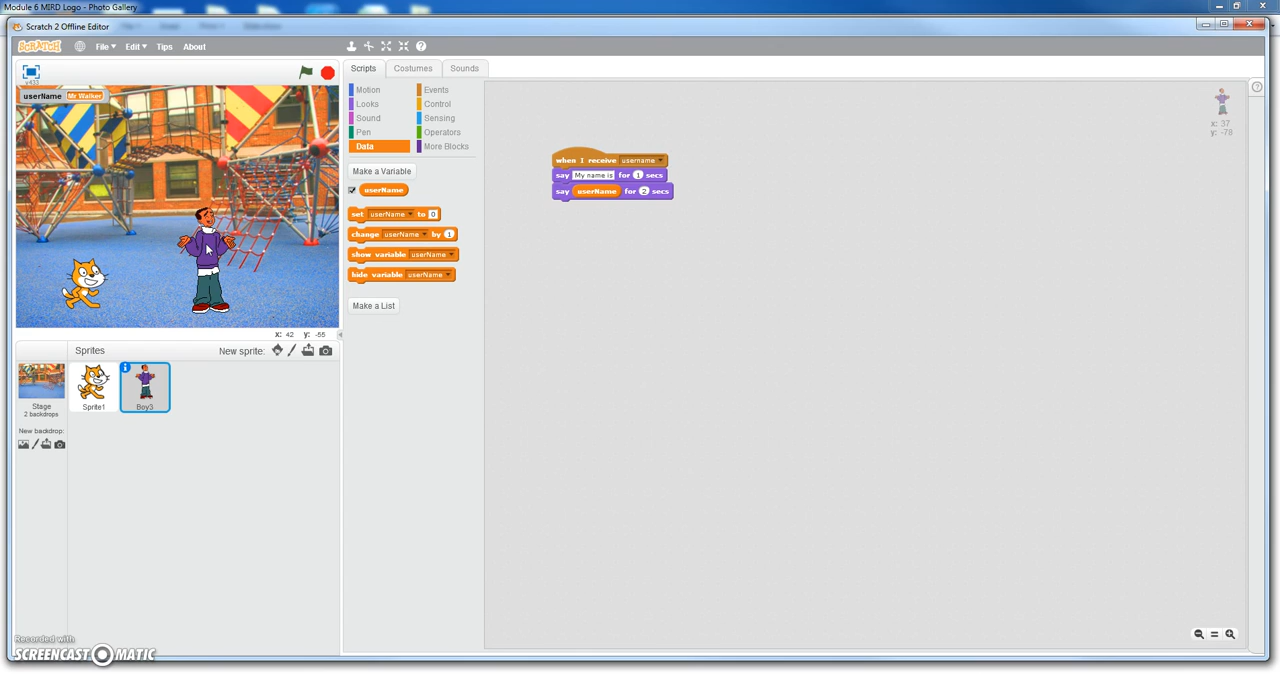 Module 6 MIRD Logo - Photo Gallery
Scratch 2 Offline Editor
SCRATCH File Edit Tips About
v433
Scripts Costumes Sounds
userName Mr Walker
Motion Events
Looks Control
Sound Sensing
Pen Operators
Data More Blocks
Make a Variable
userName
set userName to 0
change userName by 1
show variable userName
hide variable userName
Make a List
when I receive username
say My name is for 1 secs
say userName for 2 secs
x: 37
y: -78
x: 42 y: -55
Sprites New sprite:
Stage
2 backdrops
New backdrop:
Sprite1
Boy3
Recorded with
SCREENCAST MATIC